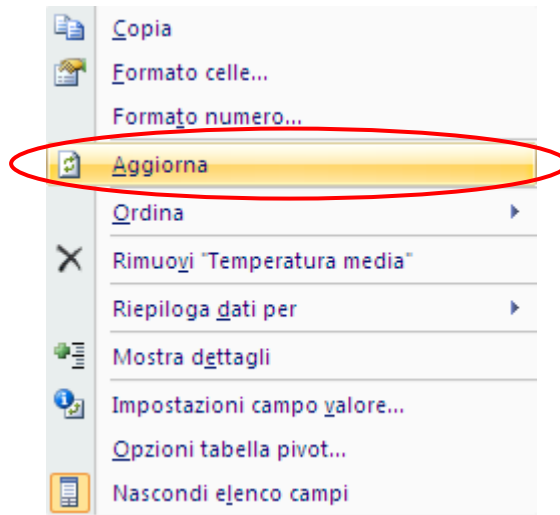 Copia
Formato celle...
Formato numero...
Aggiorna
Ordina
Rimuovi "Temperatura media"
Riepiloga dati per
Mostra dettagli
Impostazioni campo valore...
Opzioni tabella pivot...
Nascondi elenco campi